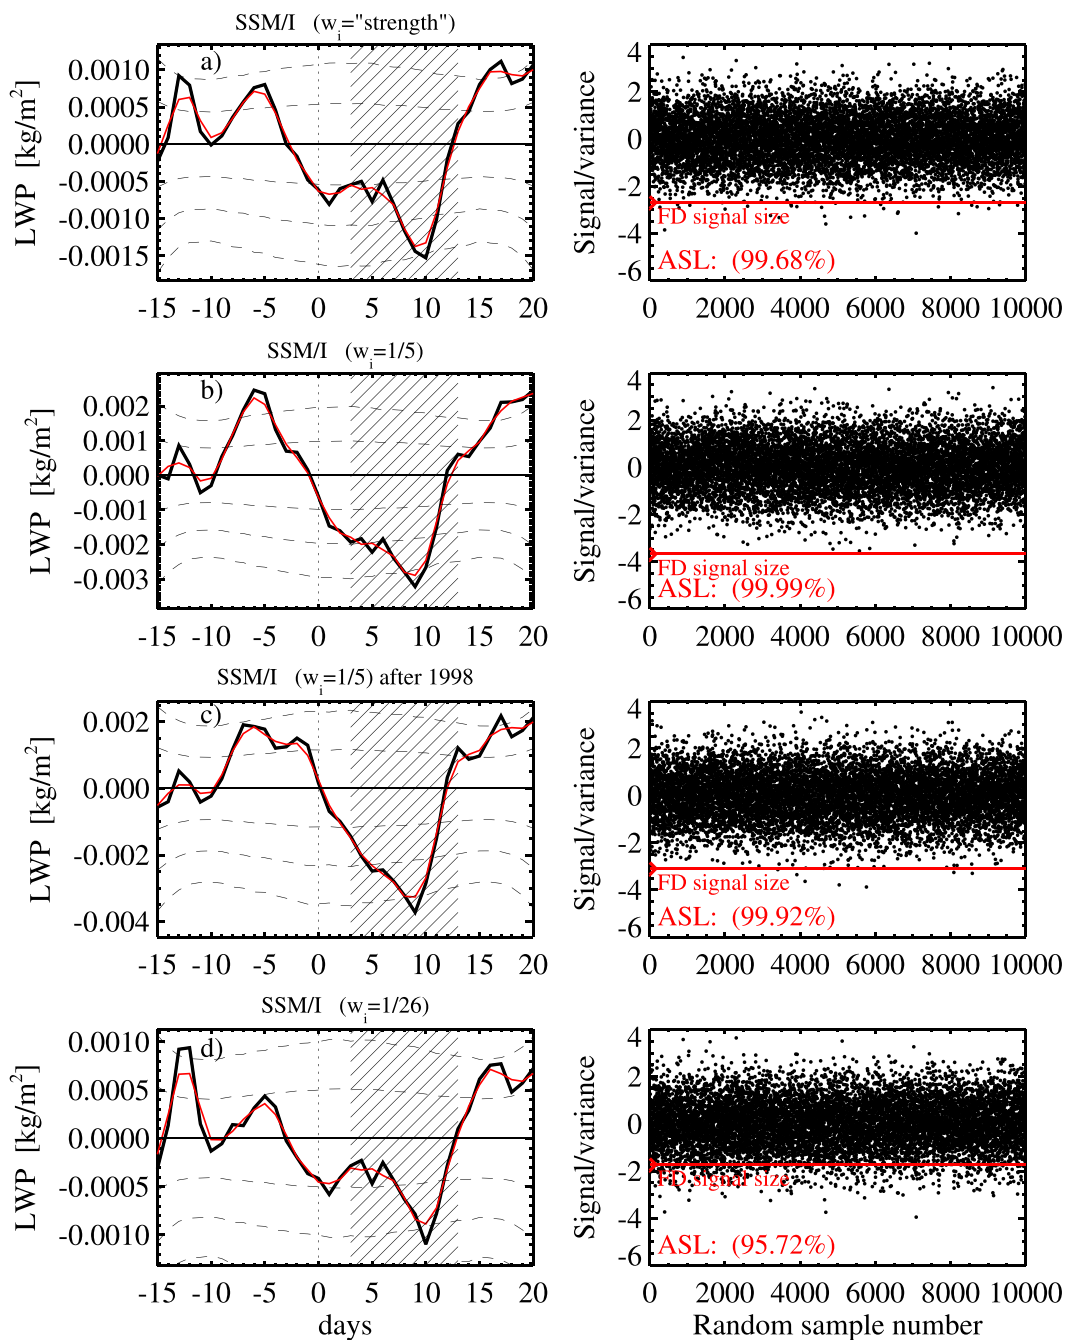 SSM/I (w_i="strength")
a)
LWP [kg/m²]
0.0010
0.0005
0.0000
-0.0005
-0.0010
-0.0015
-15 -10 -5 0 5 10 15 20
Signal/variance
4
2
0
-2
-4
-6
FD signal size
ASL: (99.68%)
0 2000 4000 6000 8000 10000
SSM/I (w_i=1/5)
b)
LWP [kg/m²]
0.002
0.001
0.000
-0.001
-0.002
-0.003
-15 -10 -5 0 5 10 15 20
Signal/variance
4
2
0
-2
-4
-6
FD signal size
ASL: (99.99%)
0 2000 4000 6000 8000 10000
SSM/I (w_i=1/5) after 1998
c)
LWP [kg/m²]
0.002
0.000
-0.002
-0.004
-15 -10 -5 0 5 10 15 20
Signal/variance
4
2
0
-2
-4
-6
FD signal size
ASL: (99.92%)
0 2000 4000 6000 8000 10000
SSM/I (w_i=1/26)
d)
LWP [kg/m²]
0.0010
0.0005
0.0000
-0.0005
-0.0010
-15 -10 -5 0 5 10 15 20
days
Signal/variance
4
2
0
-2
-4
-6
FD signal size
ASL: (95.72%)
0 2000 4000 6000 8000 10000
Random sample number